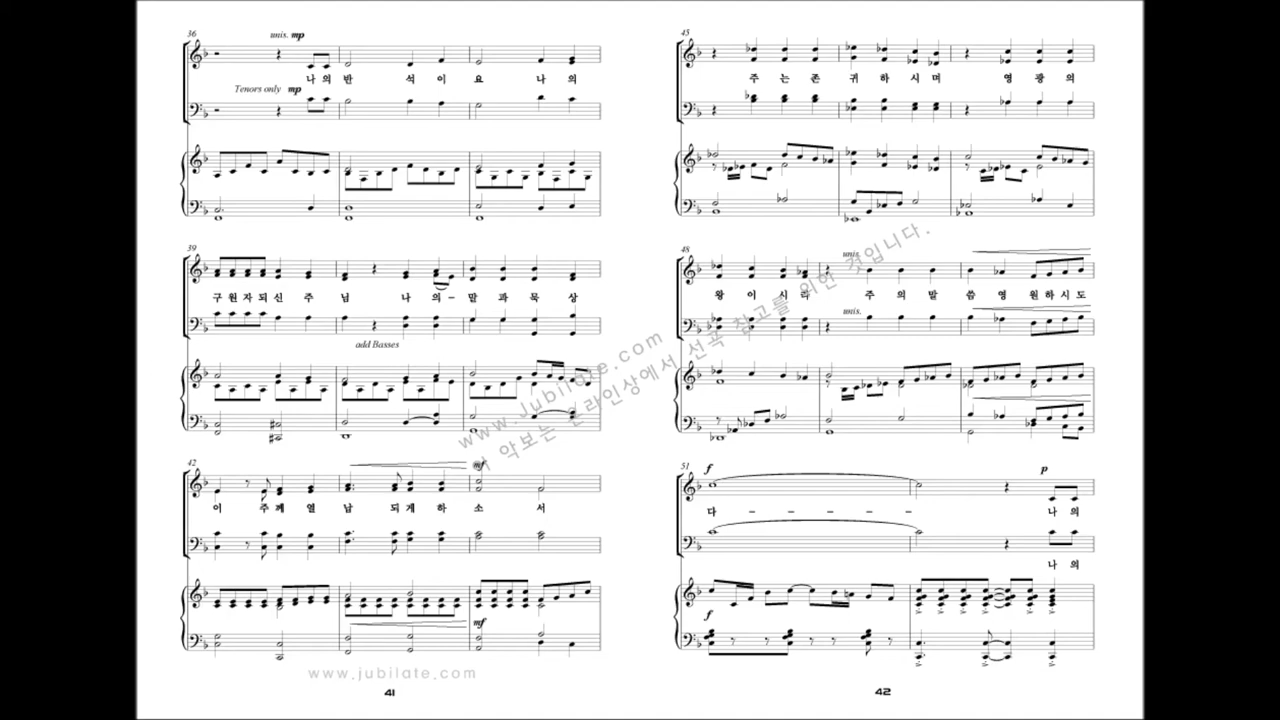 36
unis. mp
나 의 반 석 이 요 나 의
Tenors only mp
39
구 원 자 되 신 주 님 나 의 - 말 과 묵 상
add Basses
42
mf
이 주 께 열 납 되 게 하 소 서
mf
www.jubilate.com
41
45
주 는 존 귀 하 시 며 영 광 의
48
unis.
왕 이 시 라 주 의 말 씀 영 원 하 시 도
unis.
www.Jubilate.com
이 악보는 온라인상에서 선곡 참고를 위한 것입니다.
51
f p
다 - - - - 나 의
나 의
f
42